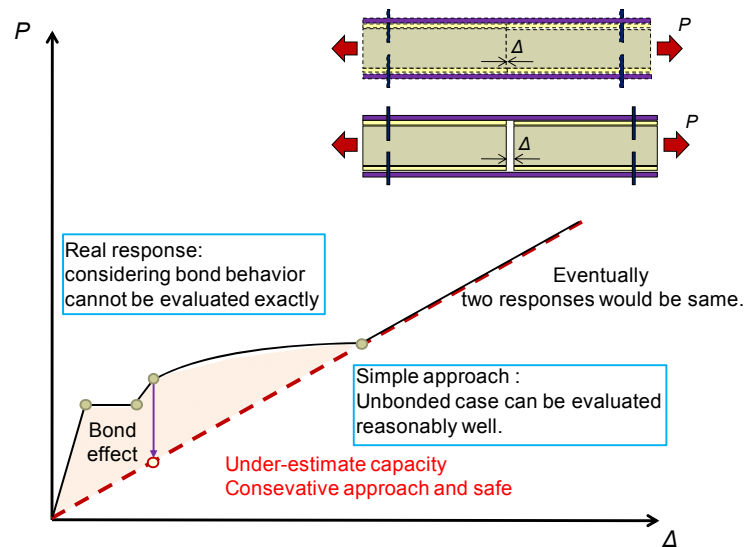 P
Δ
P
P
Δ
Real response:
considering bond behavior
cannot be evaluated exactly
Eventually
two responses would be same.
Simple approach :
Unbonded case can be evaluated
reasonably well.
Bond
effect
Under-estimate capacity
Consevative approach and safe
Δ